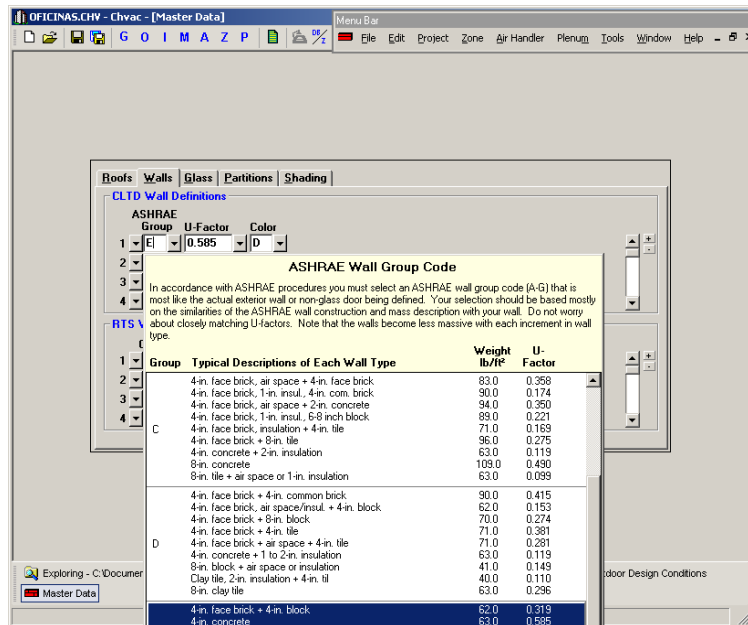 OFICINAS.CHV - Chvac - [Master Data]
Menu Bar
G O I M A Z P
File Edit Project Zone Air Handler Plenum Tools Window Help
Roofs Walls Glass Partitions Shading
CLTD Wall Definitions
ASHRAE
Group U-Factor Color
1 E 0.585 D
2
3
4
RTS
1
2
3
4
ASHRAE Wall Group Code
In accordance with ASHRAE procedures you must select an ASHRAE wall group code (A-G) that is
most like the actual exterior wall or non-glass door being defined. Your selection should be based mostly
on the similarities of the ASHRAE wall construction and mass description with your wall. Do not worry
about closely matching U-factors. Note that the walls become less massive with each increment in wall
type.
Weight U-
Group Typical Descriptions of Each Wall Type lb/ft² Factor
4-in. face brick, air space + 4-in. face brick 83.0 0.358
4-in. face brick, 1-in. insul., 4-in. com. brick 90.0 0.174
4-in. face brick, air space + 2-in. concrete 94.0 0.350
4-in. face brick, 1-in. insul., 6-8 inch block 89.0 0.221
C 4-in. face brick, insulation + 4-in. tile 71.0 0.169
4-in. face brick + 8-in. tile 96.0 0.275
4-in. concrete + 2-in. insulation 63.0 0.119
8-in. concrete 109.0 0.490
8-in. tile + air space or 1-in. insulation 63.0 0.099
4-in. face brick + 4-in. common brick 90.0 0.415
4-in. face brick, air space/insul. + 4-in. block 62.0 0.153
4-in. face brick + 8-in. block 70.0 0.274
4-in. face brick + 4-in. tile 71.0 0.381
D 4-in. face brick + air space + 4-in. tile 71.0 0.281
4-in. concrete + 1 to 2-in. insulation 63.0 0.119
8-in. block + air space or insulation 41.0 0.149
Clay tile, 2-in. insulation + 4-in. til 40.0 0.110
8-in. clay tile 63.0 0.296
4-in. face brick + 4-in. block 62.0 0.319
4-in. concrete 63.0 0.585
Exploring - C:\Documer
door Design Conditions
Master Data